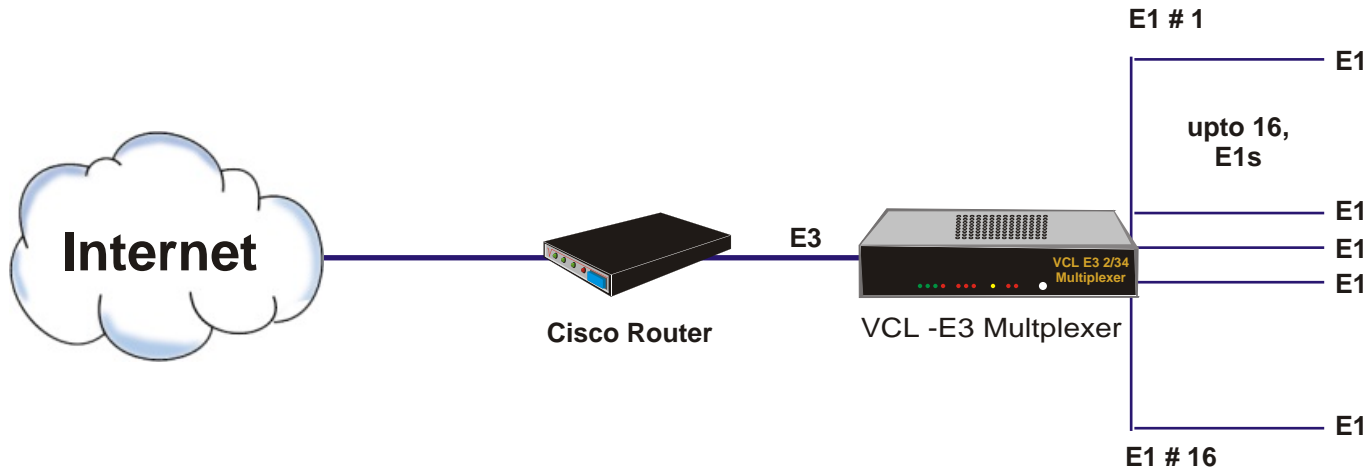 E1 # 1
E1
upto 16,
E1s
Internet
E3
E1
E1
E1
VCL E3 2/34
Multiplexer
Cisco Router
VCL -E3 Multplexer
E1
E1 # 16